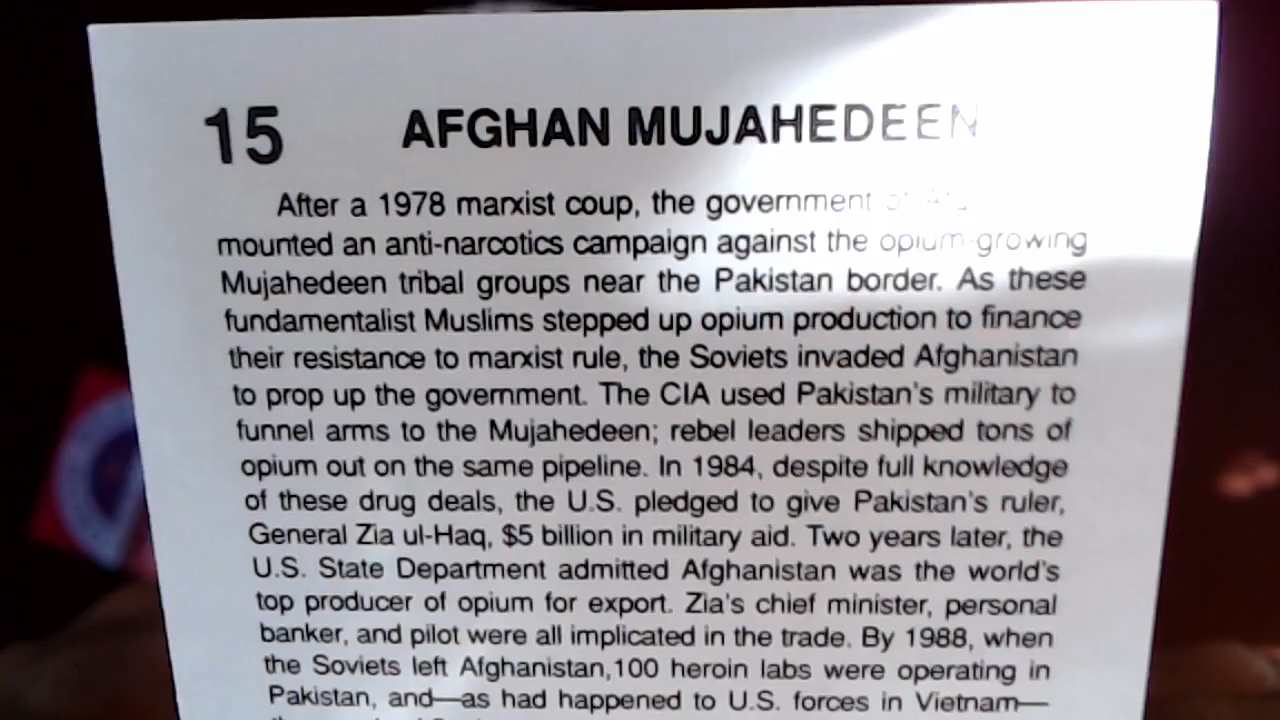 15 AFGHAN MUJAHEDEEN
After a 1978 marxist coup, the government of
mounted an anti-narcotics campaign against the opium-growing
Mujahedeen tribal groups near the Pakistan border. As these
fundamentalist Muslims stepped up opium production to finance
their resistance to marxist rule, the Soviets invaded Afghanistan
to prop up the government. The CIA used Pakistan's military to
funnel arms to the Mujahedeen; rebel leaders shipped tons of
opium out on the same pipeline. In 1984, despite full knowledge
of these drug deals, the U.S. pledged to give Pakistan's ruler,
General Zia ul-Haq, $5 billion in military aid. Two years later, the
U.S. State Department admitted Afghanistan was the world's
top producer of opium for export. Zia's chief minister, personal
banker, and pilot were all implicated in the trade. By 1988, when
the Soviets left Afghanistan,100 heroin labs were operating in
Pakistan, and—as had happened to U.S. forces in Vietnam—